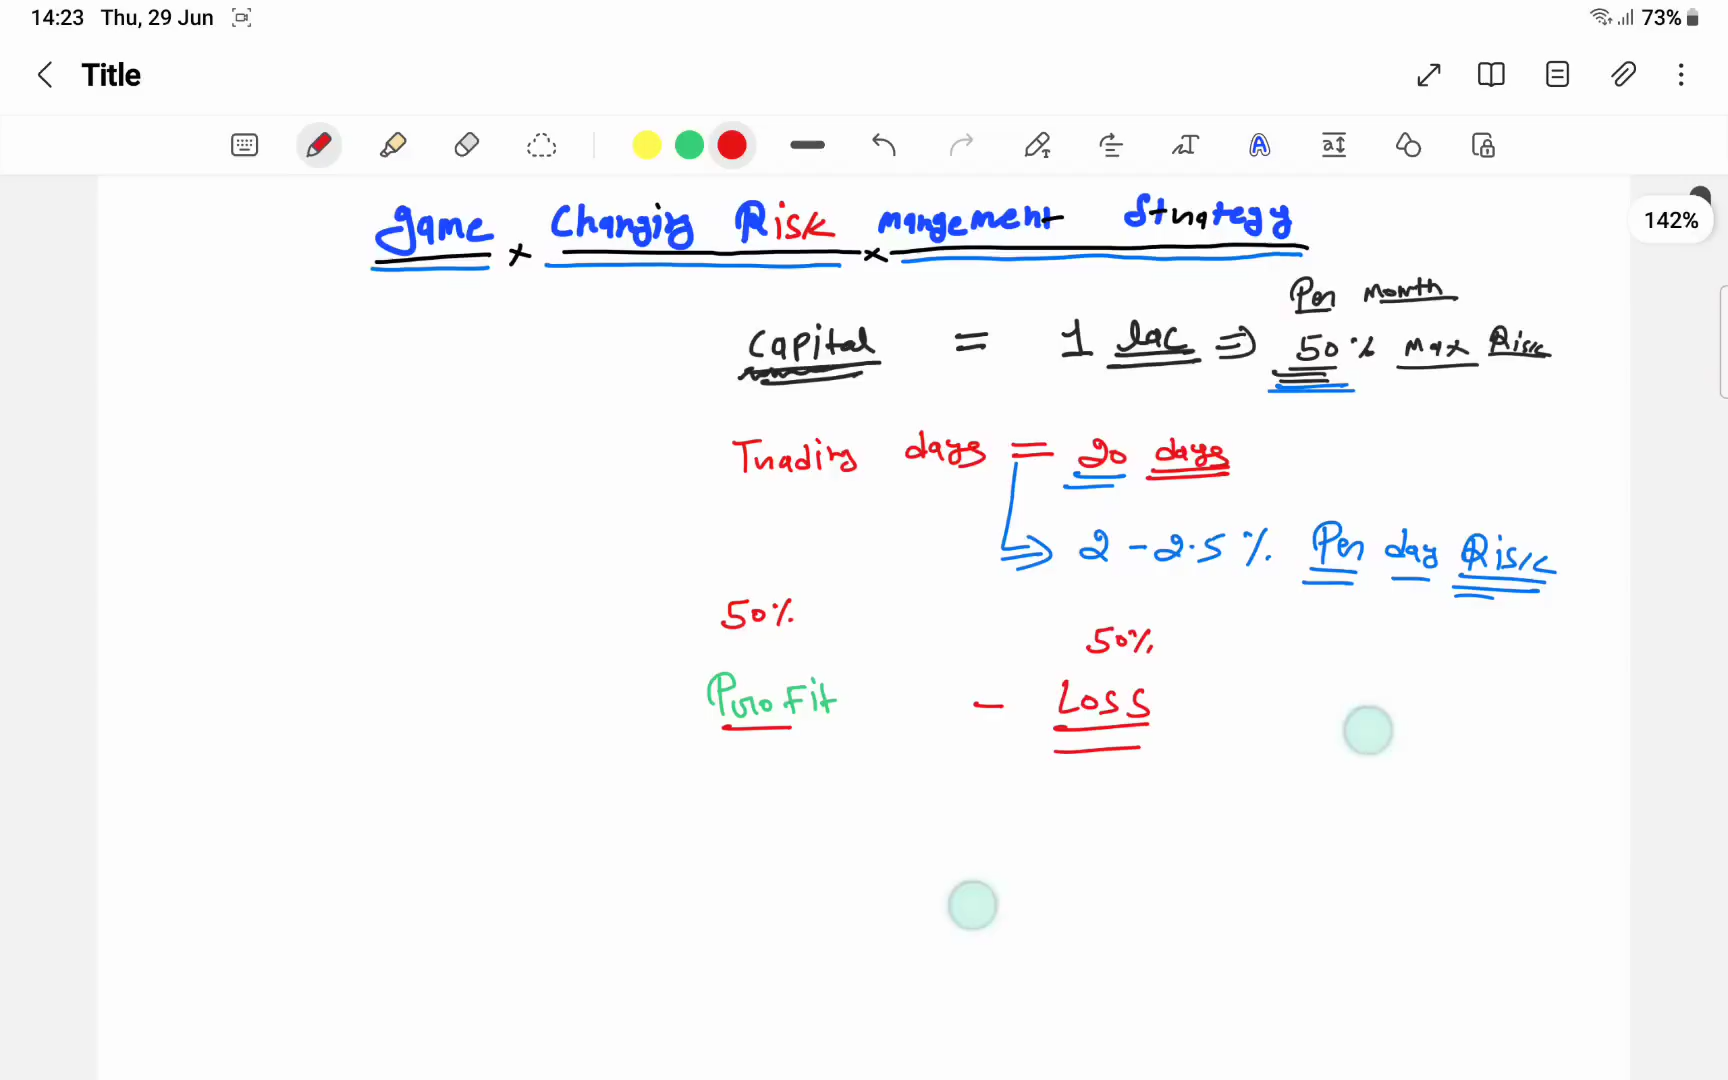 14:23 Thu, 29 Jun 73%
Title
142%
Game Changing Risk mangement Strategy
Per month
Capital = 1 lac ⇒ 50% max Risk
Trading days = 20 days
⇒ 2 - 2.5% Per day Risk
50% 50%
Profit - Loss